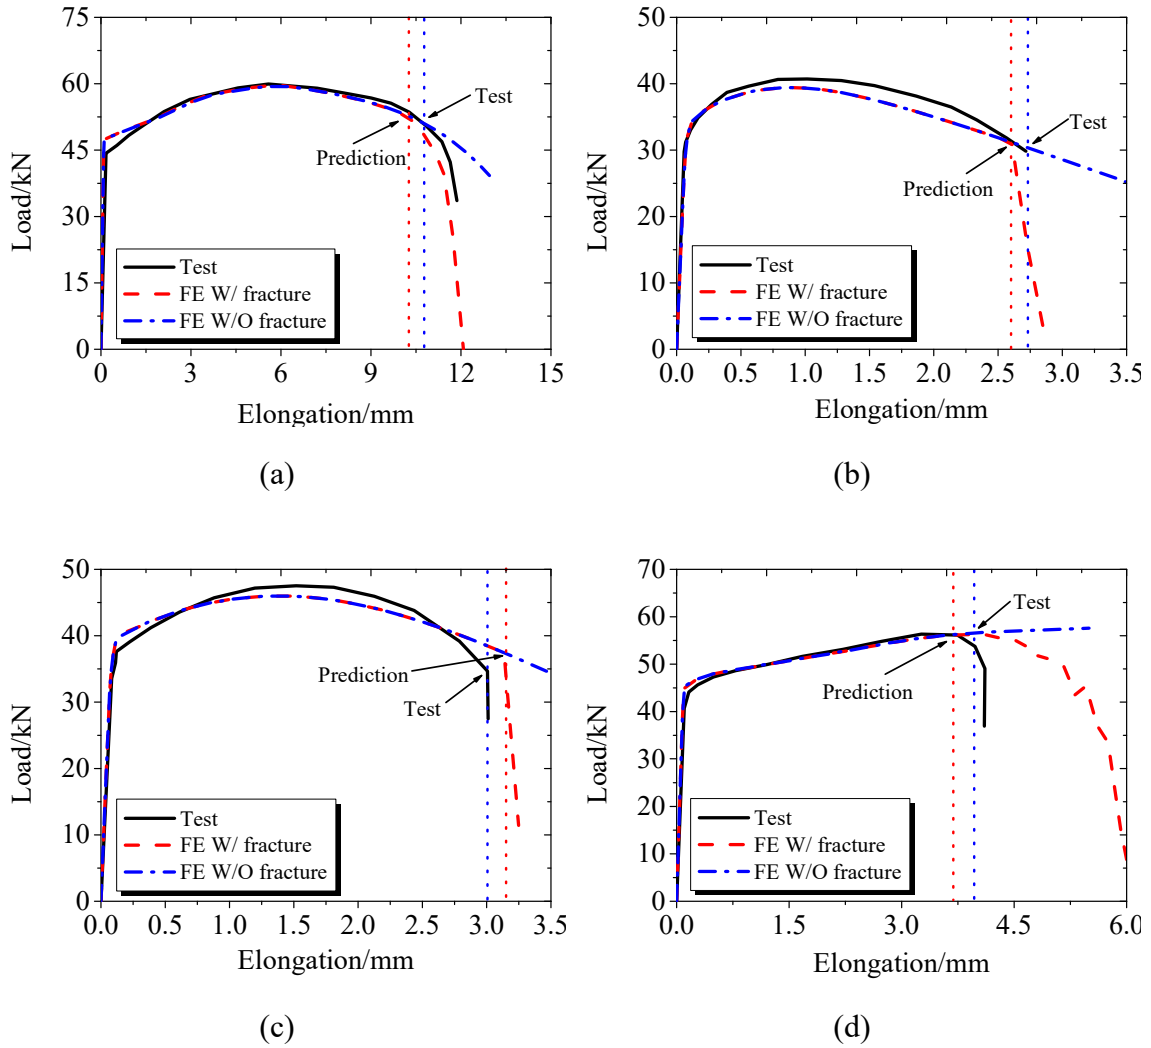 75
60
45
30
15
0
Load/kN
Test
Prediction
Test
FE W/ fracture
FE W/O fracture
0 3 6 9 12 15
Elongation/mm
(a)
50
40
30
20
10
0
Load/kN
Test
Prediction
Test
FE W/ fracture
FE W/O fracture
0.0 0.5 1.0 1.5 2.0 2.5 3.0 3.5
Elongation/mm
(b)
50
40
30
20
10
0
Load/kN
Prediction
Test
Test
FE W/ fracture
FE W/O fracture
0.0 0.5 1.0 1.5 2.0 2.5 3.0 3.5
Elongation/mm
(c)
70
60
50
40
30
20
10
0
Load/kN
Test
Prediction
Test
FE W/ fracture
FE W/O fracture
0.0 1.5 3.0 4.5 6.0
Elongation/mm
(d)